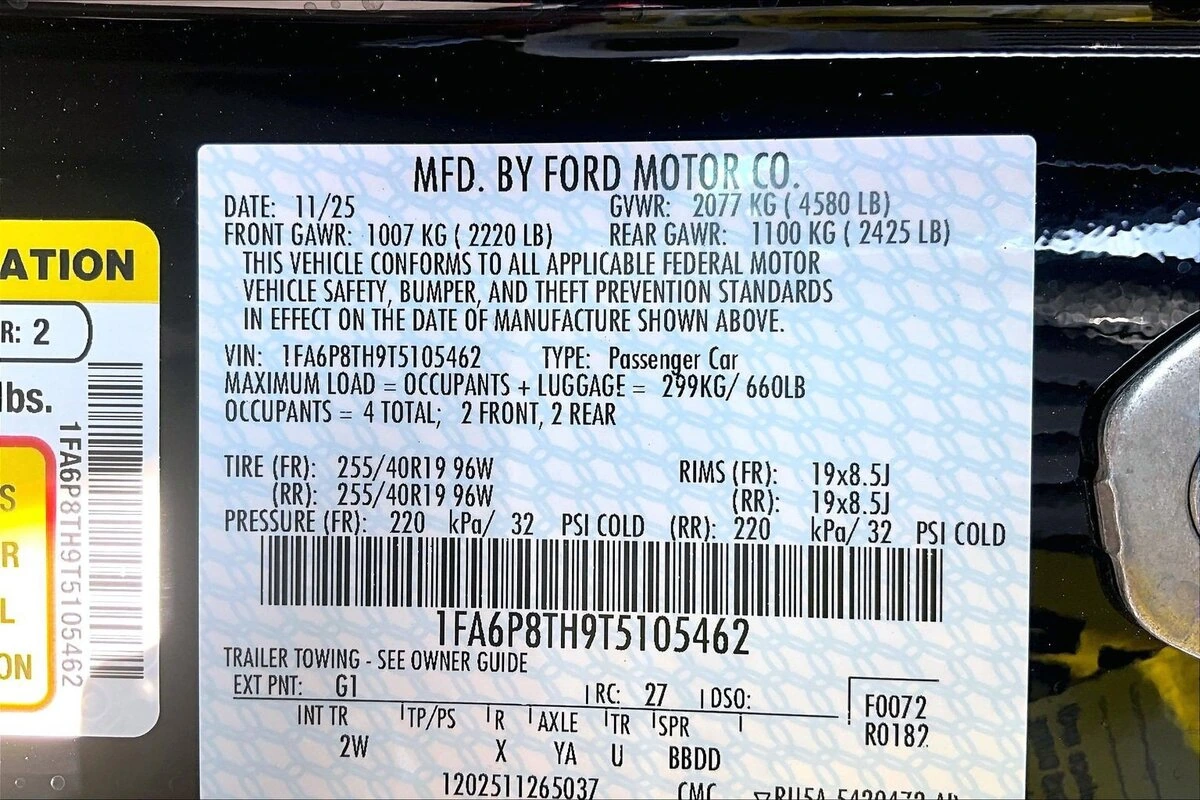 MFD. BY FORD MOTOR CO.
DATE: 11/25 GVWR: 2077 KG ( 4580 LB)
FRONT GAWR: 1007 KG ( 2220 LB) REAR GAWR: 1100 KG ( 2425 LB)
THIS VEHICLE CONFORMS TO ALL APPLICABLE FEDERAL MOTOR
VEHICLE SAFETY, BUMPER, AND THEFT PREVENTION STANDARDS
IN EFFECT ON THE DATE OF MANUFACTURE SHOWN ABOVE.
VIN: 1FA6P8TH9T5105462 TYPE: Passenger Car
MAXIMUM LOAD = OCCUPANTS + LUGGAGE = 299KG/ 660LB
OCCUPANTS = 4 TOTAL; 2 FRONT, 2 REAR
TIRE (FR): 255/40R19 96W RIMS (FR): 19x8.5J
(RR): 255/40R19 96W (RR): 19x8.5J
PRESSURE (FR): 220 kPa/ 32 PSI COLD (RR): 220 kPa/ 32 PSI COLD
1FA6P8TH9T5105462
TRAILER TOWING - SEE OWNER GUIDE
EXT PNT: G1 RC: 27 DSO:
F0072
R0182
INT TR TP/PS R AXLE TR SPR
2W X YA U BBDD
1202511265037 CMC
ATION
R: 2
lbs.
S
R
L
ON
1FA6P8TH9T5105462